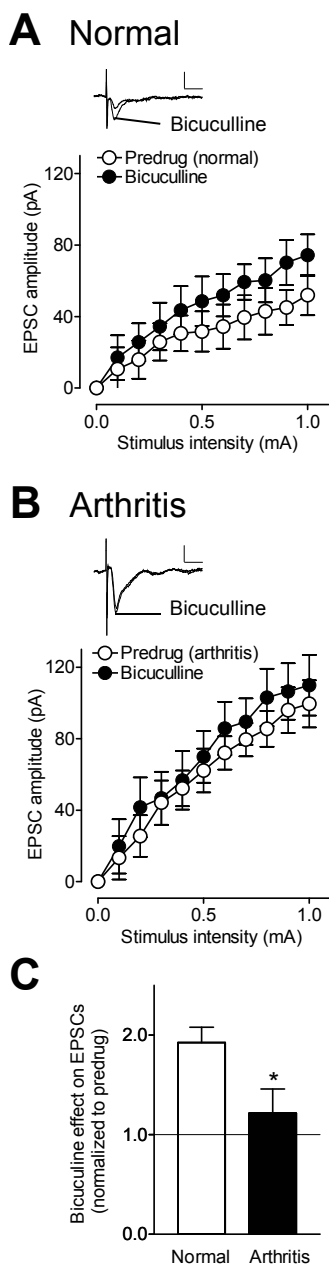 A Normal
Bicuculline
Predrug (normal)
Bicuculline
EPSC amplitude (pA)
120
80
40
0
0.0 0.5 1.0
Stimulus intensity (mA)
B Arthritis
Bicuculline
Predrug (arthritis)
Bicuculline
EPSC amplitude (pA)
120
80
40
0
0.0 0.5 1.0
Stimulus intensity (mA)
C
Bicuculine effect on EPSCs
(normalized to predrug)
2.0
1.0
0.0
*
Normal Arthritis